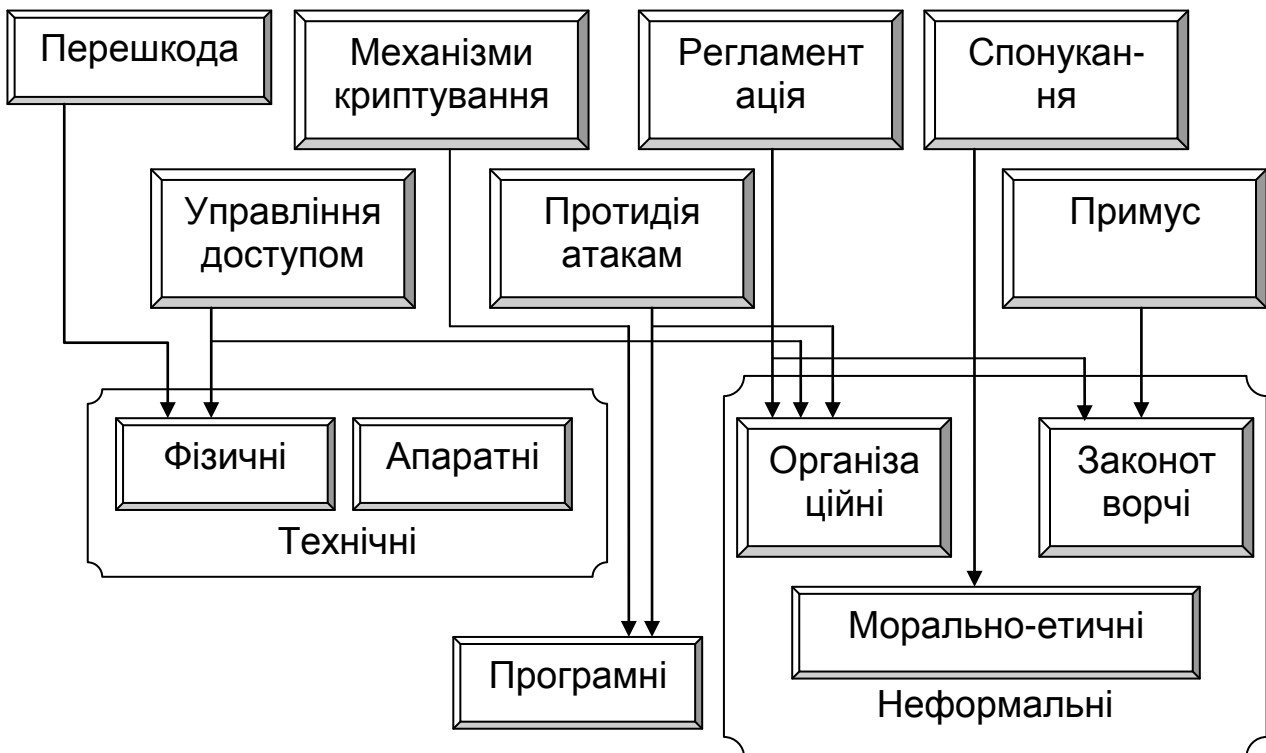 Перешкода
Механізми
криптування
Регламент
ація
Спонукан-
ня
Управління
доступом
Протидія
атакам
Примус
Фізичні
Апаратні
Технічні
Організа
ційні
Законот
ворчі
Морально-етичні
Програмні
Неформальні